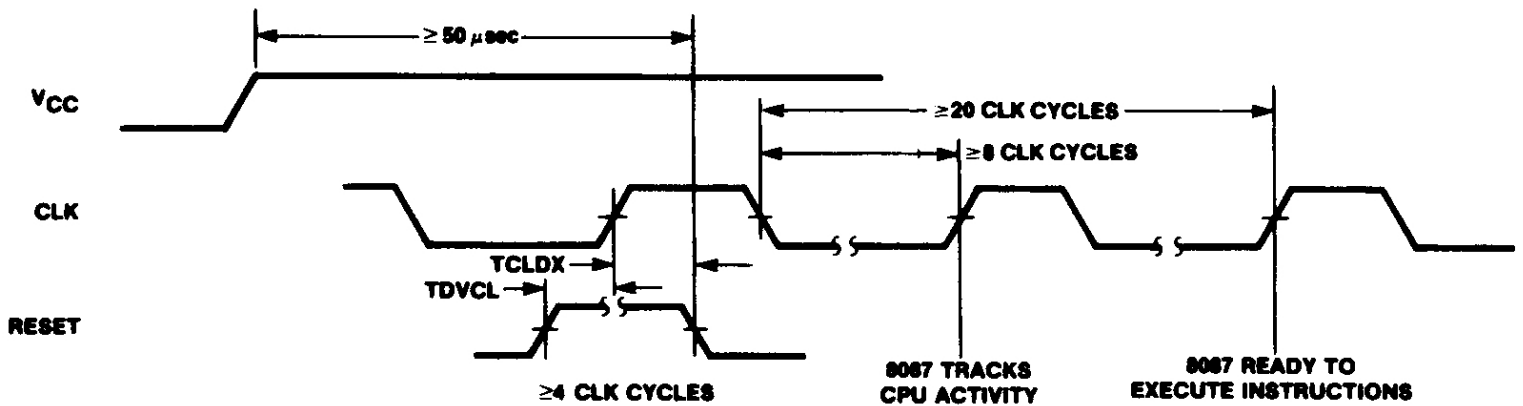 ≥ 50 μsec
VCC
≥20 CLK CYCLES
≥8 CLK CYCLES
CLK
TCLDX
TDVCL
RESET
≥4 CLK CYCLES
8087 TRACKS
CPU ACTIVITY
8087 READY TO
EXECUTE INSTRUCTIONS